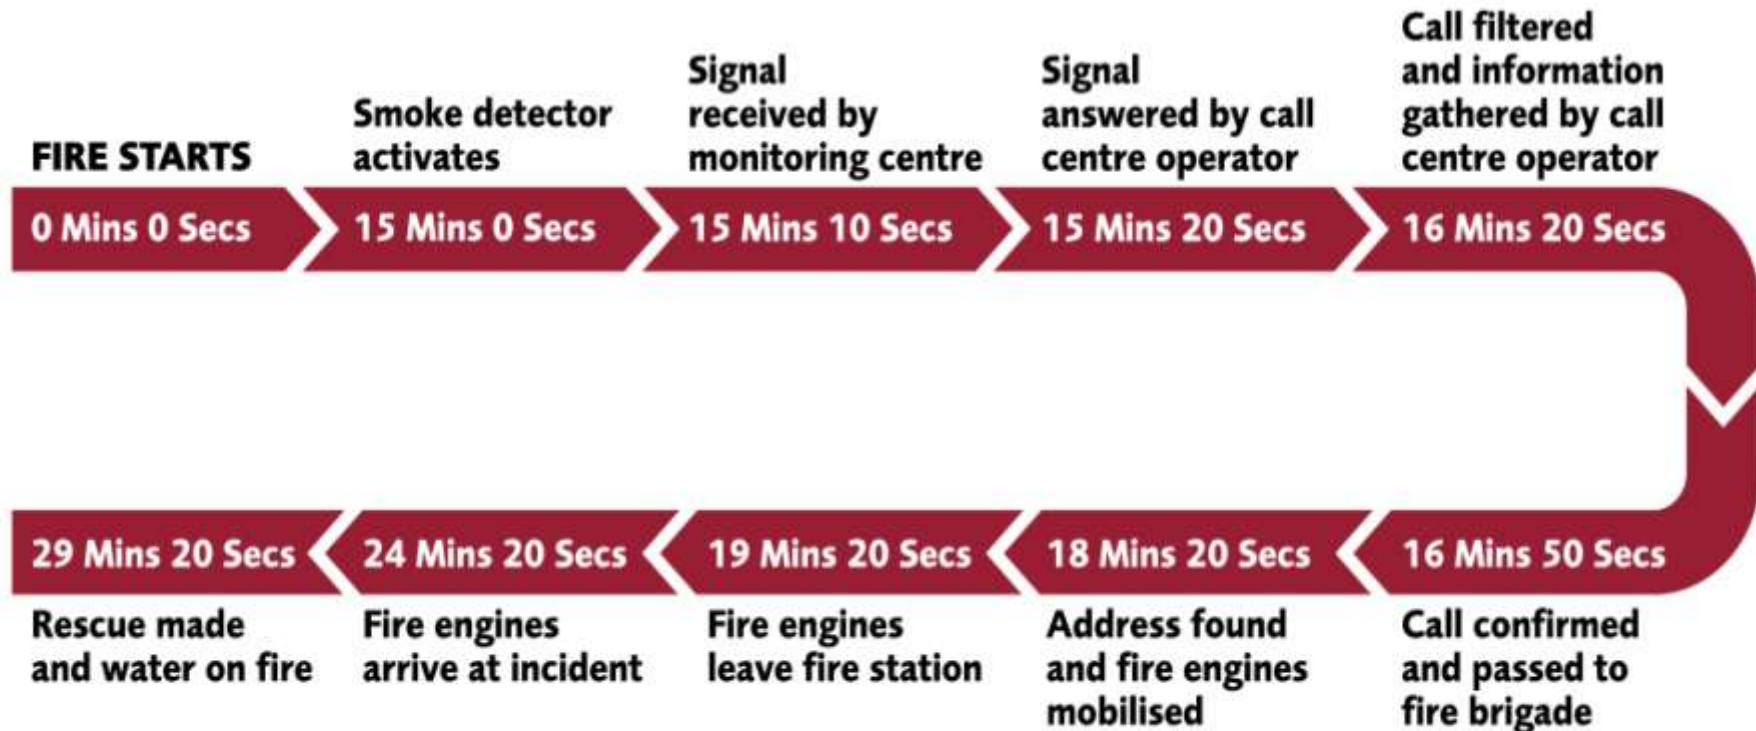 FIRE STARTS
0 Mins 0 Secs
Smoke detector
activates
15 Mins 0 Secs
Signal
received by
monitoring centre
15 Mins 10 Secs
Signal
answered by call
centre operator
15 Mins 20 Secs
Call filtered
and information
gathered by call
centre operator
16 Mins 20 Secs
16 Mins 50 Secs
Call confirmed
and passed to
fire brigade
18 Mins 20 Secs
Address found
and fire engines
mobilised
19 Mins 20 Secs
Fire engines
leave fire station
24 Mins 20 Secs
Fire engines
arrive at incident
29 Mins 20 Secs
Rescue made
and water on fire